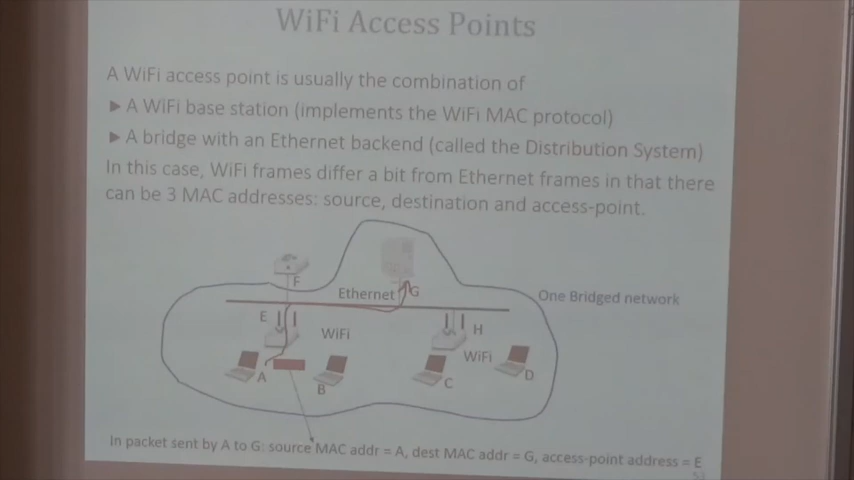 WiFi Access Points
A WiFi access point is usually the combination of
▶ A WiFi base station (implements the WiFi MAC protocol)
▶ A bridge with an Ethernet backend (called the Distribution System)
In this case, WiFi frames differ a bit from Ethernet frames in that there
can be 3 MAC addresses: source, destination and access-point.
F
Ethernet G
One Bridged network
E
WiFi
H
WiFi
A
B
C
D
In packet sent by A to G: source MAC addr = A, dest MAC addr = G, access-point address = E